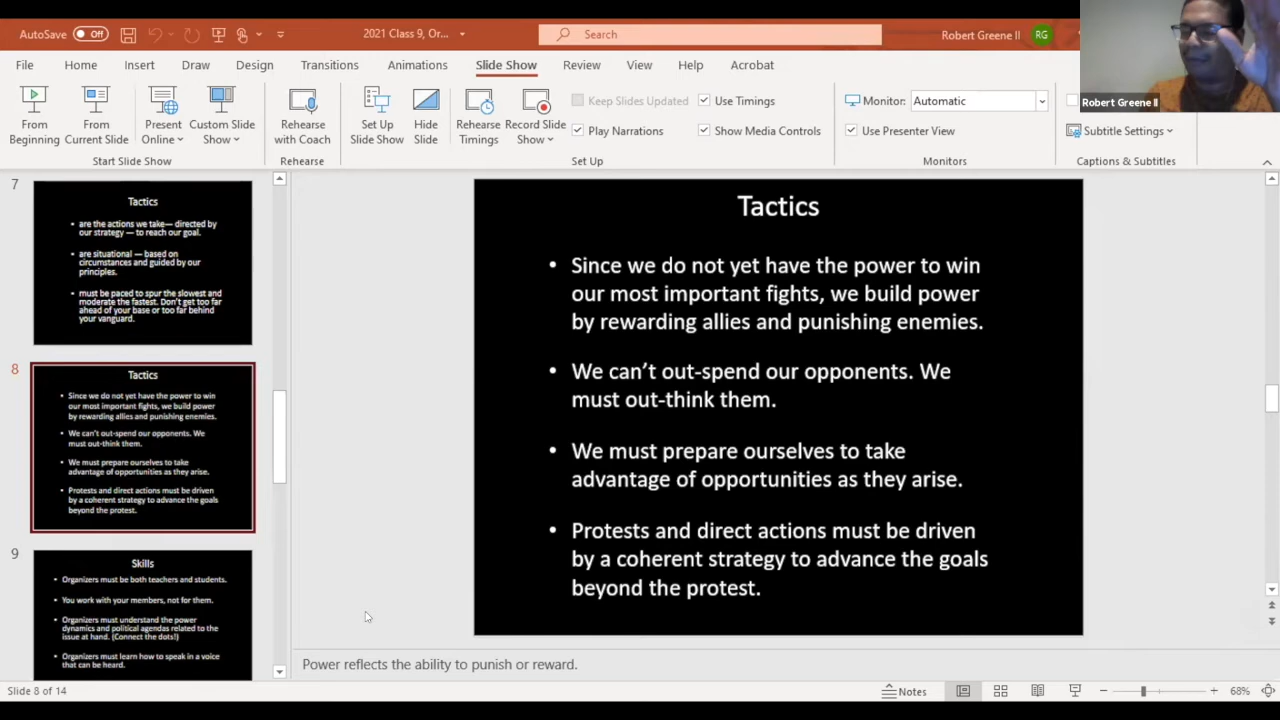 AutoSave Off
2021 Class 9, Or...
Search
Robert Greene II
RG
File Home Insert Draw Design Transitions Animations Slide Show Review View Help Acrobat
From Beginning
From Current Slide
Present Online
Custom Slide Show
Start Slide Show
Rehearse with Coach
Rehearse
Set Up Slide Show
Hide Slide
Rehearse Timings
Record Slide Show
Keep Slides Updated
Play Narrations
Use Timings
Show Media Controls
Set Up
Monitor: Automatic
Use Presenter View
Monitors
Robert Greene II
Subtitle Settings
Captions & Subtitles
7
Tactics
• are the actions we take— directed by
our strategy — to reach our goal.
• are situational — based on
circumstances and guided by our
principles.
• must be paced to spur the slowest and
moderate the fastest. Don't get too far
ahead of your base or too far behind
your vanguard.
8
Tactics
• Since we do not yet have the power to win
our most important fights, we build power
by rewarding allies and punishing enemies.
• We can't out-spend our opponents. We
must out-think them.
• We must prepare ourselves to take
advantage of opportunities as they arise.
• Protests and direct actions must be driven
by a coherent strategy to advance the goals
beyond the protest.
9
Skills
• Organizers must be both teachers and students.
• You work with your members, not for them.
• Organizers must understand the power
dynamics and political agendas related to the
issue at hand. (Connect the dots!)
• Organizers must learn how to speak in a voice
that can be heard.
Tactics
• Since we do not yet have the power to win
our most important fights, we build power
by rewarding allies and punishing enemies.
• We can't out-spend our opponents. We
must out-think them.
• We must prepare ourselves to take
advantage of opportunities as they arise.
• Protests and direct actions must be driven
by a coherent strategy to advance the goals
beyond the protest.
Power reflects the ability to punish or reward.
Slide 8 of 14
Notes
68%